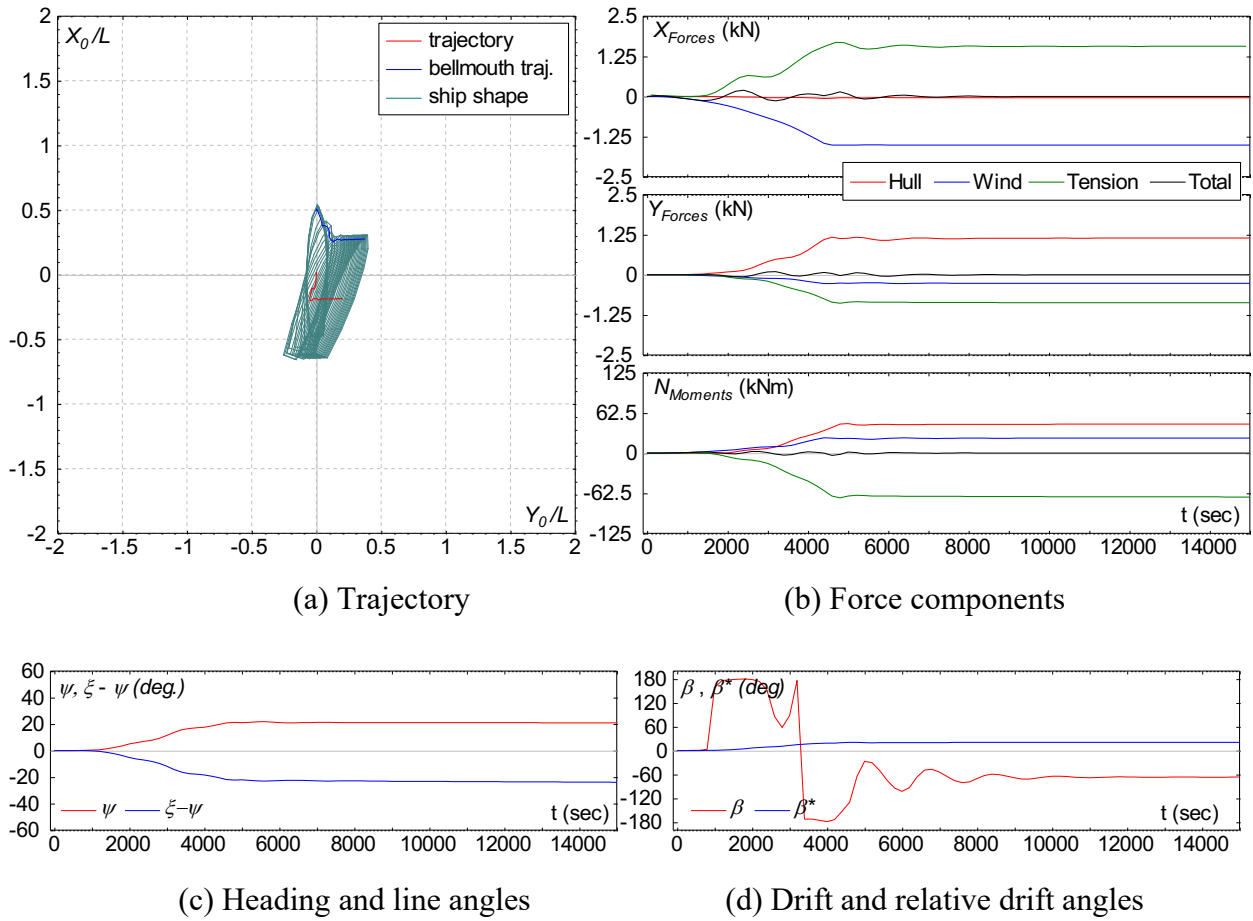 X₀/L
trajectory
bellmouth traj.
ship shape
2
1.5
1
0.5
0
-0.5
-1
-1.5
-2
Y₀/L
-2 -1.5 -1 -0.5 0 0.5 1 1.5 2
(a) Trajectory
X_Forces (kN)
2.5
1.25
0
-1.25
-2.5
Hull Wind Tension Total
Y_Forces (kN)
1.25
0
-1.25
-2.5
N_Moments (kNm)
125
62.5
0
-62.5
-125
t (sec)
0 2000 4000 6000 8000 10000 12000 14000
(b) Force components
ψ, ξ - ψ (deg.)
60
40
20
0
-20
-40
-60
ψ ξ−ψ
t (sec)
0 2000 4000 6000 8000 10000 12000 14000
(c) Heading and line angles
β , β* (deg)
180
120
60
0
-60
-120
-180
β β*
t (sec)
0 2000 4000 6000 8000 10000 12000 14000
(d) Drift and relative drift angles